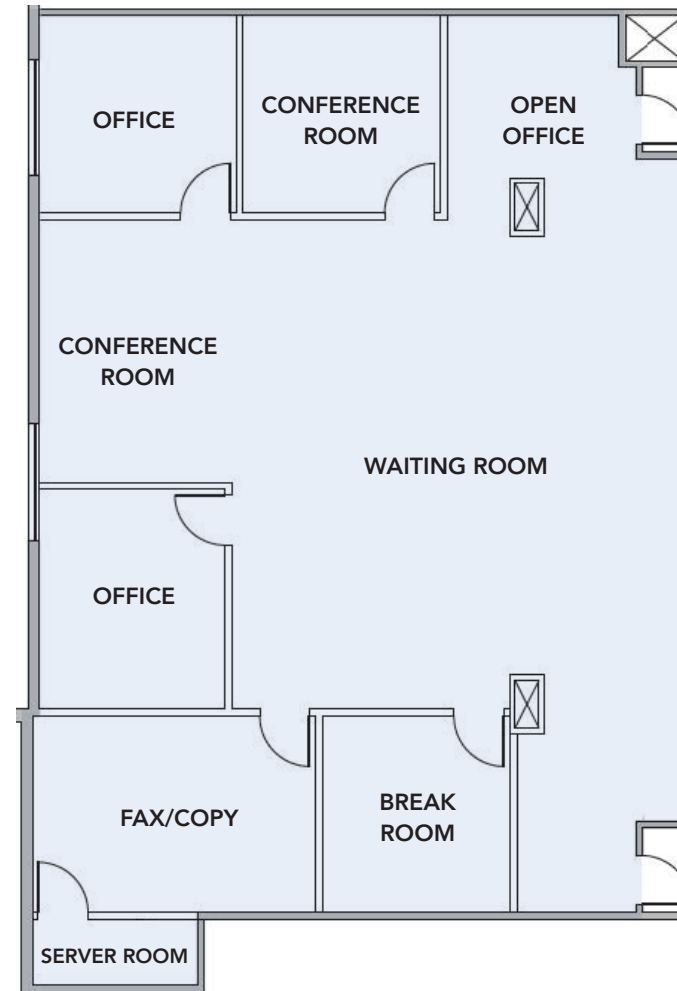 OFFICE
CONFERENCE
ROOM
OPEN
OFFICE
CONFERENCE
ROOM
WAITING ROOM
OFFICE
FAX/COPY
BREAK
ROOM
SERVER ROOM